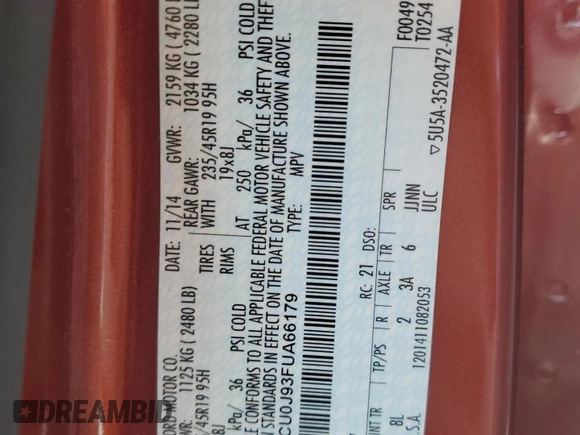 ORD MOTOR CO. DATE: 11/14 GVWR: 2159 KG ( 4760
WR: 1125 KG ( 2480 LB) REAR GAWR: 1034 KG ( 2280 LB
/45R19 95H TIRES WITH 235/45R19 95H
8J RIMS 19x8J
kPa/ 36 PSI COLD AT 250 kPa/ 36 PSI COLD
CONFORMS TO ALL APPLICABLE FEDERAL MOTOR VEHICLE SAFETY AND THEFT
N STANDARDS IN EFFECT ON THE DATE OF MANUFACTURE SHOWN ABOVE.
CU0J93FUA66179 TYPE: MPV
F0049
T0254
RC: 21 DSO:
INT TR TP/PS R AXLE TR SPR
8L 2 3A 6 JJNN
.S.A. ULC
1201411082053 ▽5U5A-3520472-AA
DREAMBID